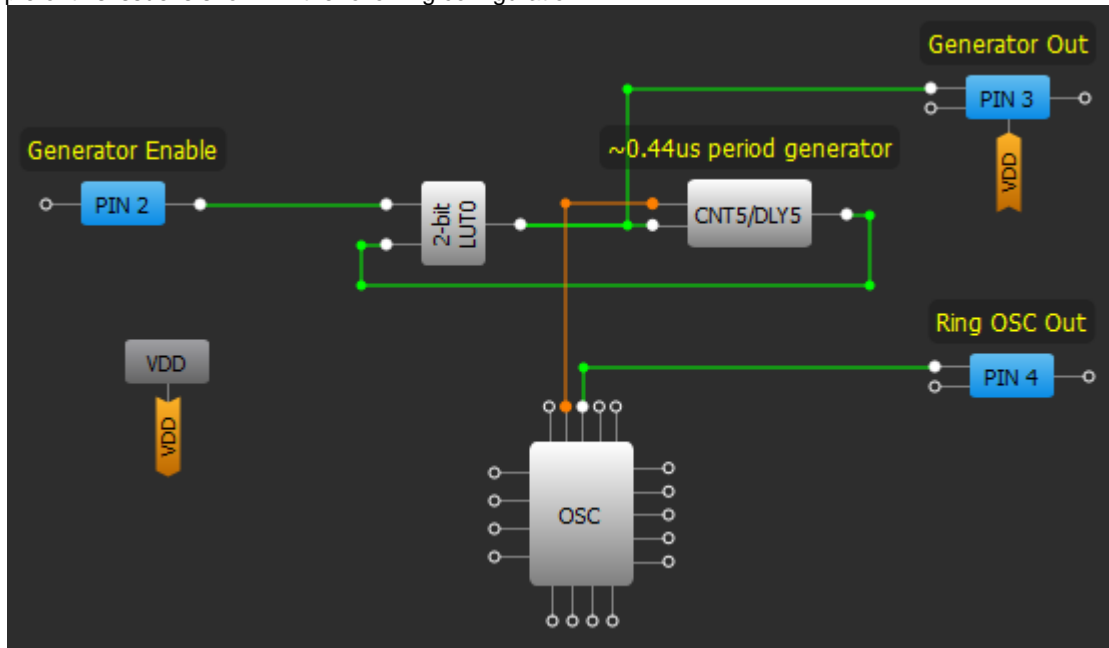 Generator Out
PIN 3
VDD
Generator Enable
PIN 2
2-bit
LUT0
~0.44us period generator
CNT5/DLY5
Ring OSC Out
PIN 4
VDD
VDD
OSC